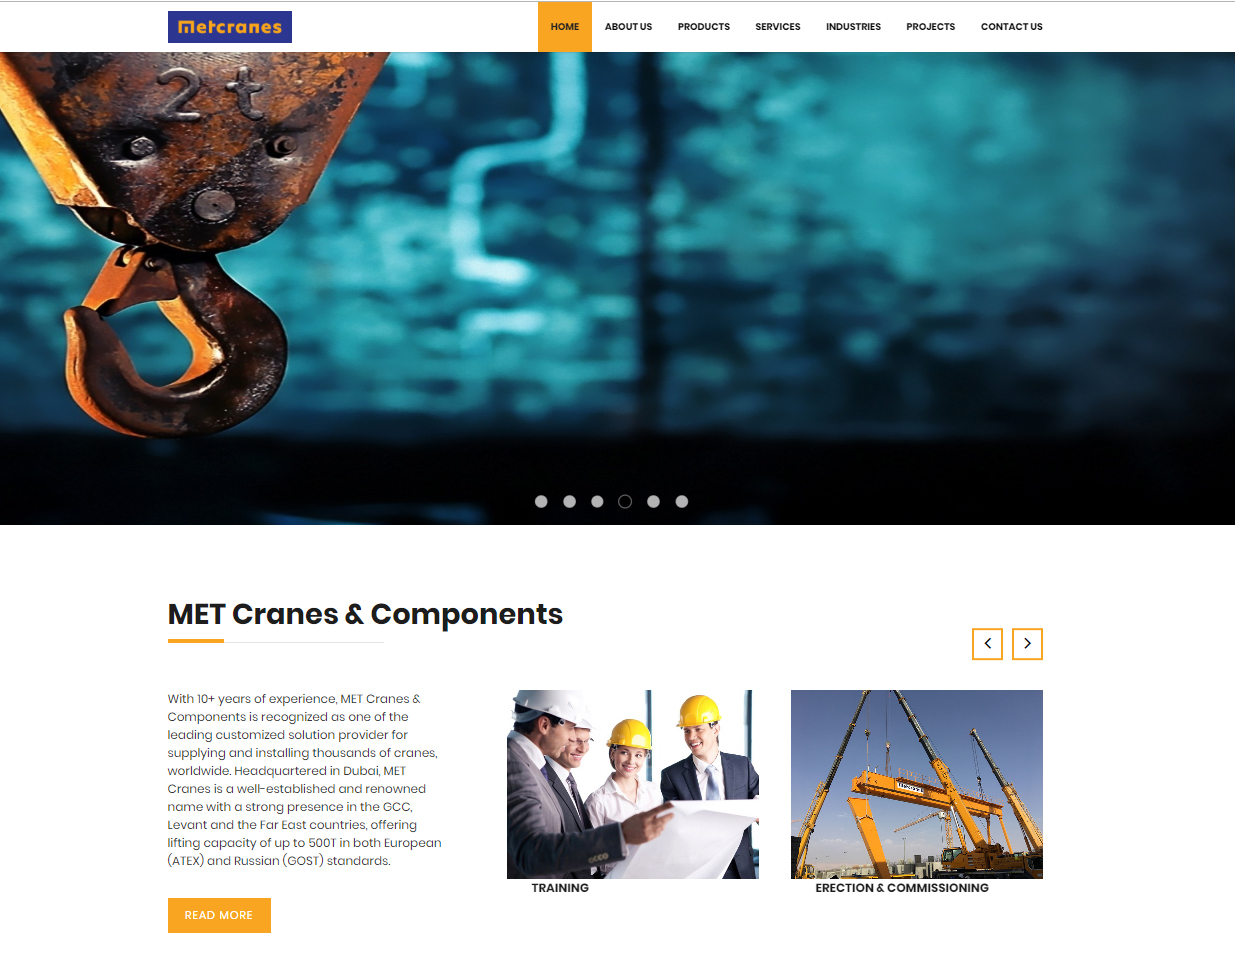 Metcranes
HOME
ABOUT US
PRODUCTS
SERVICES
INDUSTRIES
PROJECTS
CONTACT US
2 t
MET Cranes & Components
With 10+ years of experience, MET Cranes &
Components is recognized as one of the
leading customized solution provider for
supplying and installing thousands of cranes,
worldwide. Headquartered in Dubai, MET
Cranes is a well-established and renowned
name with a strong presence in the GCC,
Levant and the Far East countries, offering
lifting capacity of up to 500T in both European
(ATEX) and Russian (GOST) standards.
READ MORE
TRAINING
ERECTION & COMMISSIONING